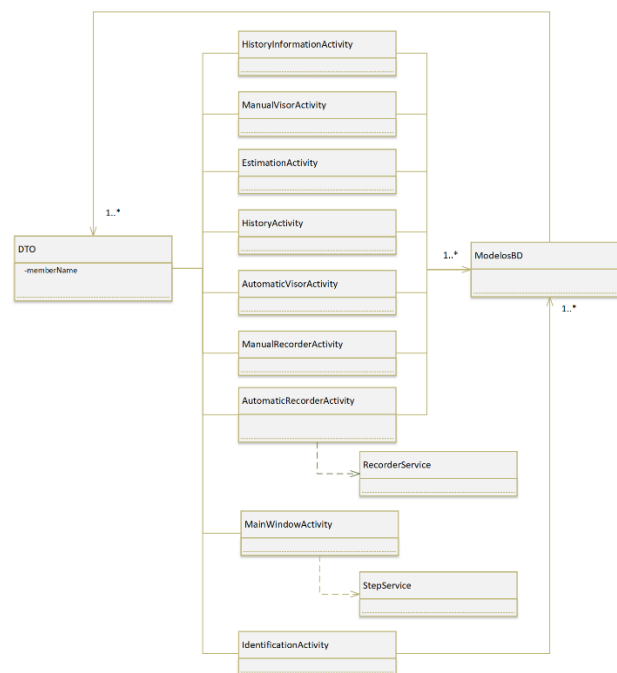 HistoryInformationActivity
ManualVisorActivity
EstimationActivity
1..*
HistoryActivity
DTO
-memberName
1..*
ModelosBD
AutomaticVisorActivity
1..*
ManualRecorderActivity
AutomaticRecorderActivity
RecorderService
MainWindowActivity
StepService
IdentificationActivity